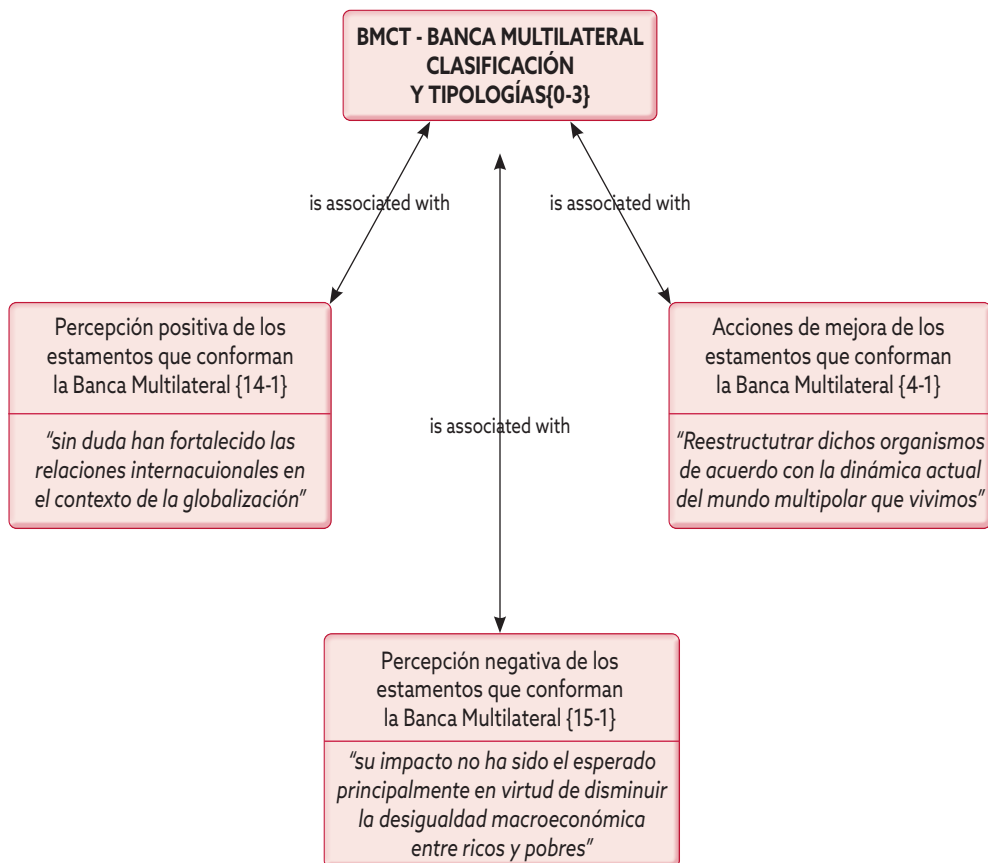 BMCT - BANCA MULTILATERAL
CLASIFICACIÓN
Y TIPOLOGÍAS{0-3}
is associated with
is associated with
Percepción positiva de los
estamentos que conforman
la Banca Multilateral {14-1}
“sin duda han fortalecido las
relaciones internacuionales en
el contexto de la globalización”
Acciones de mejora de los
estamentos que conforman
la Banca Multilateral {4-1}
“Reestructutrar dichos organismos
de acuerdo con la dinámica actual
del mundo multipolar que vivimos”
is associated with
Percepción negativa de los
estamentos que conforman
la Banca Multilateral {15-1}
“su impacto no ha sido el esperado
principalmente en virtud de disminuir
la desigualdad macroeconómica
entre ricos y pobres”